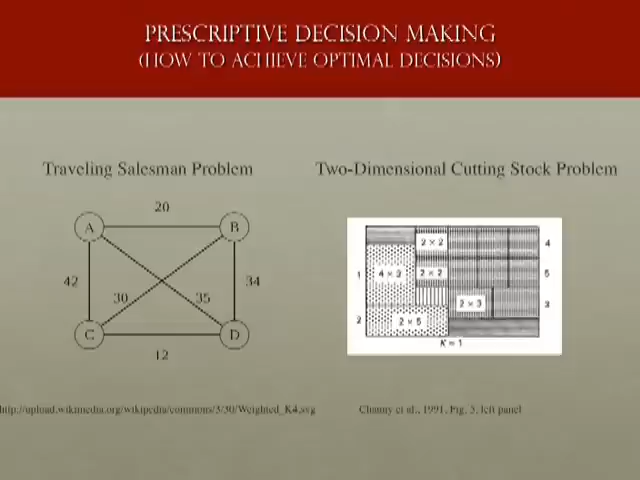 PRESCRIPTIVE DECISION MAKING
(HOW TO ACHIEVE OPTIMAL DECISIONS)
Traveling Salesman Problem
Two-Dimensional Cutting Stock Problem
20
A
B
42
30
35
34
C
D
12
2 × 2
4
1
4 × 3
2 × 2
5
2 × 3
3
2
2 × 5
K = 1
http://upload.wikimedia.org/wikipedia/commons/3/30/Weighted_K4.svg
et al., 1991, Fig. 5, left panel